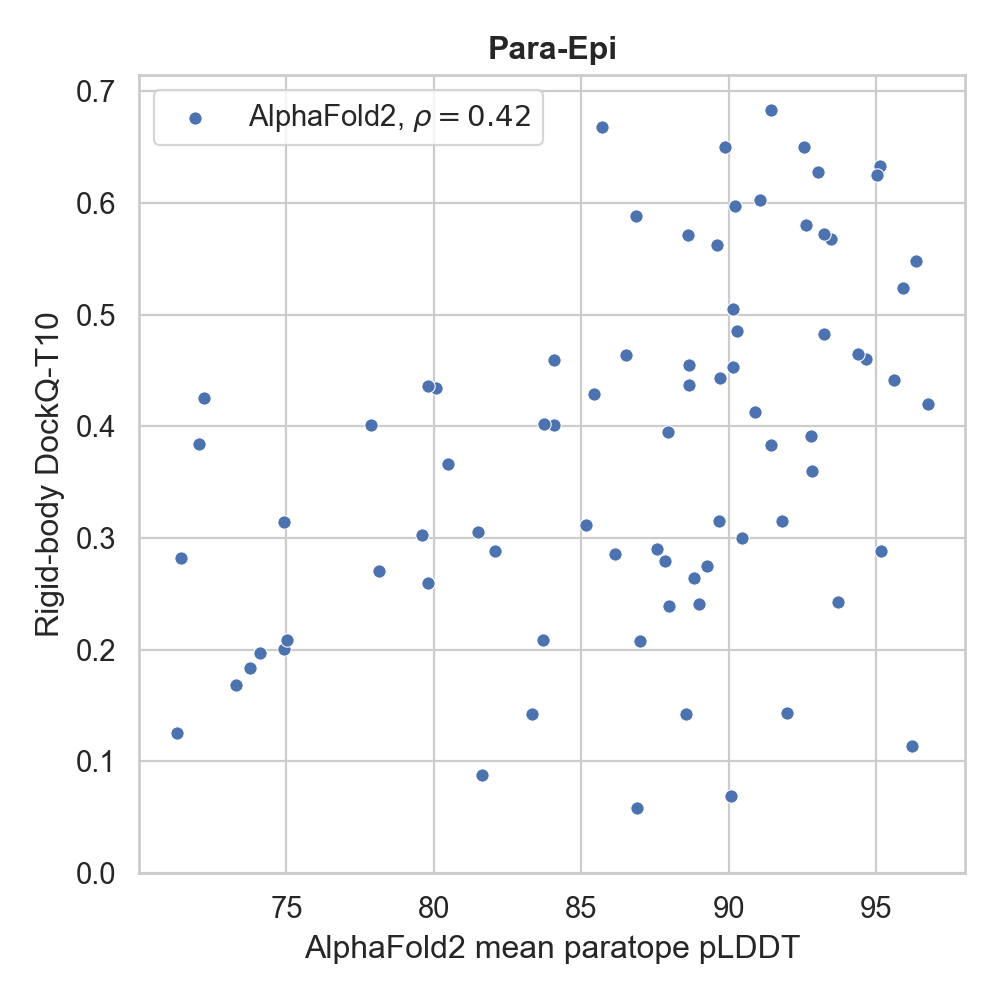 Para-Epi
AlphaFold2, ρ = 0.42
Rigid-body DockQ-T10
0.7
0.6
0.5
0.4
0.3
0.2
0.1
0.0
75 80 85 90 95
AlphaFold2 mean paratope pLDDT